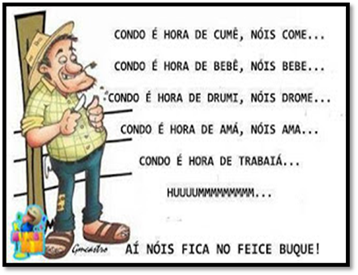 CONDO É HORA DE CUMÊ, NÓIS COME...
CONDO É HORA DE BEBÊ, NÓIS BEBE...
CONDO É HORA DE DRUMI, NÓIS DROME...
CONDO É HORA DE AMÁ, NÓIS AMA...
CONDO É HORA DE TRABAIÁ...
HUUUUMMMMMMMMM...
AÍ NÓIS FICA NO FEICE BUQUE!